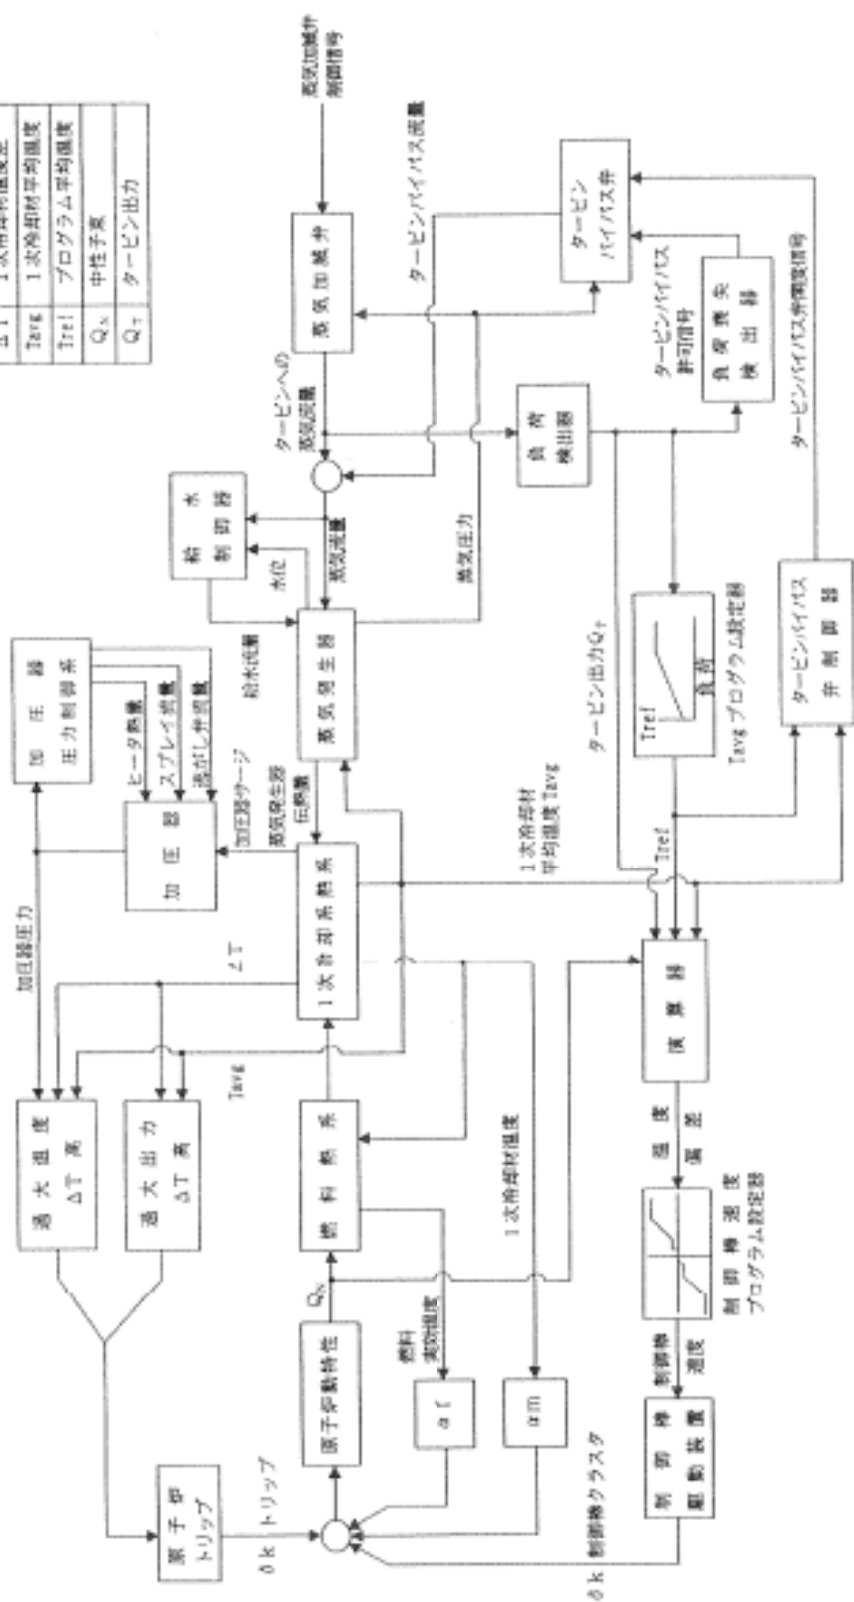 ΔT 1次冷却材温度差
Tavg 1次冷却材平均温度
Tref プログラム平均温度
QN 中性子束
QT タービン出力
原子炉
トリップ
δk トリップ
過大温度
ΔT高
過大出力
ΔT高
加圧器圧力
加圧器
圧力制御系
ヒータ熱量
スプレイ流量
逃がし弁流量
加圧器
加圧器サージ
ΔT
Tavg
給水
制御器
給水流量
水位
原子炉動特性
QN
燃料熱系
1次冷却系熱系
蒸気発生器
伝熱量
蒸気発生器
蒸気流量
タービンへの
蒸気流量
蒸気加減弁
蒸気加減弁
制御信号
燃料
実効温度
αf
αm
1次冷却材温度
蒸気圧力
タービンバイパス流量
タービン
バイパス弁
負荷
検出器
タービンバイパス
許可信号
負荷喪失
検出器
δk 制御棒クラスタ
制御棒
駆動装置
制御棒
速度
制御棒速度
プログラム設定器
温度
偏差
演算器
1次冷却材
平均温度Tavg
Tref
タービン出力QT
Tref
負荷
Tavgプログラム設定器
タービンバイパス
弁制御器
タービンバイパス弁開度信号